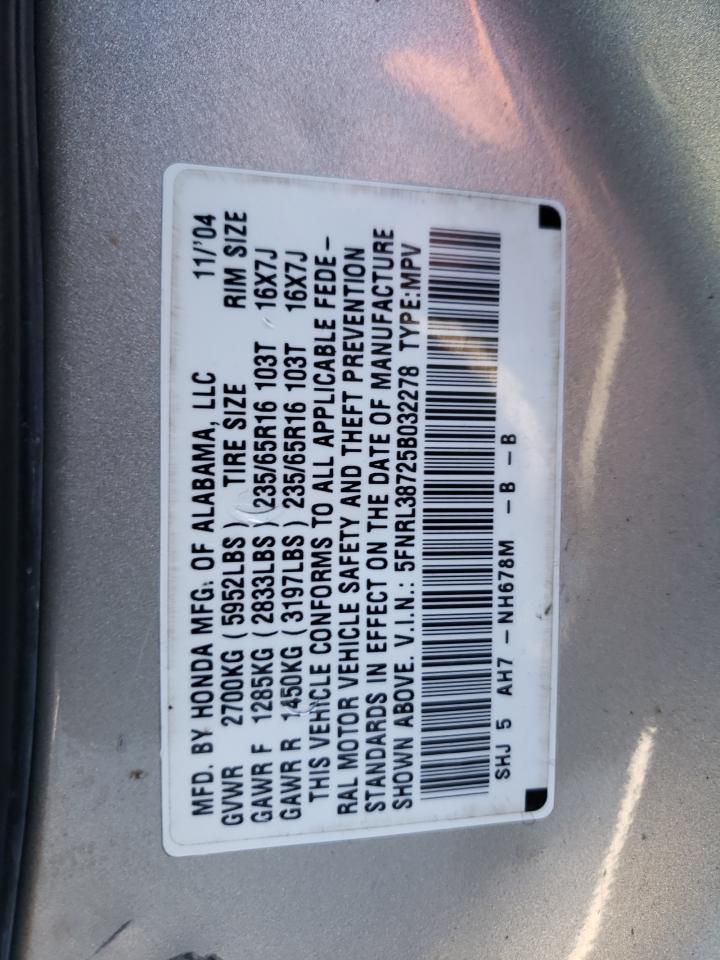 MFD. BY HONDA MFG. OF ALABAMA, LLC 11/'04
GVWR 2700KG (5952LBS) TIRE SIZE RIM SIZE
GAWR F 1285KG (2833LBS) 235/65R16 103T 16X7J
GAWR R 1450KG (3197LBS) 235/65R16 103T 16X7J
THIS VEHICLE CONFORMS TO ALL APPLICABLE FEDE-
RAL MOTOR VEHICLE SAFETY AND THEFT PREVENTION
STANDARDS IN EFFECT ON THE DATE OF MANUFACTURE
SHOWN ABOVE. V.I.N.: 5FNRL38725B032278 TYPE:MPV
SHJ 5 AH7 -NH678M -B -B